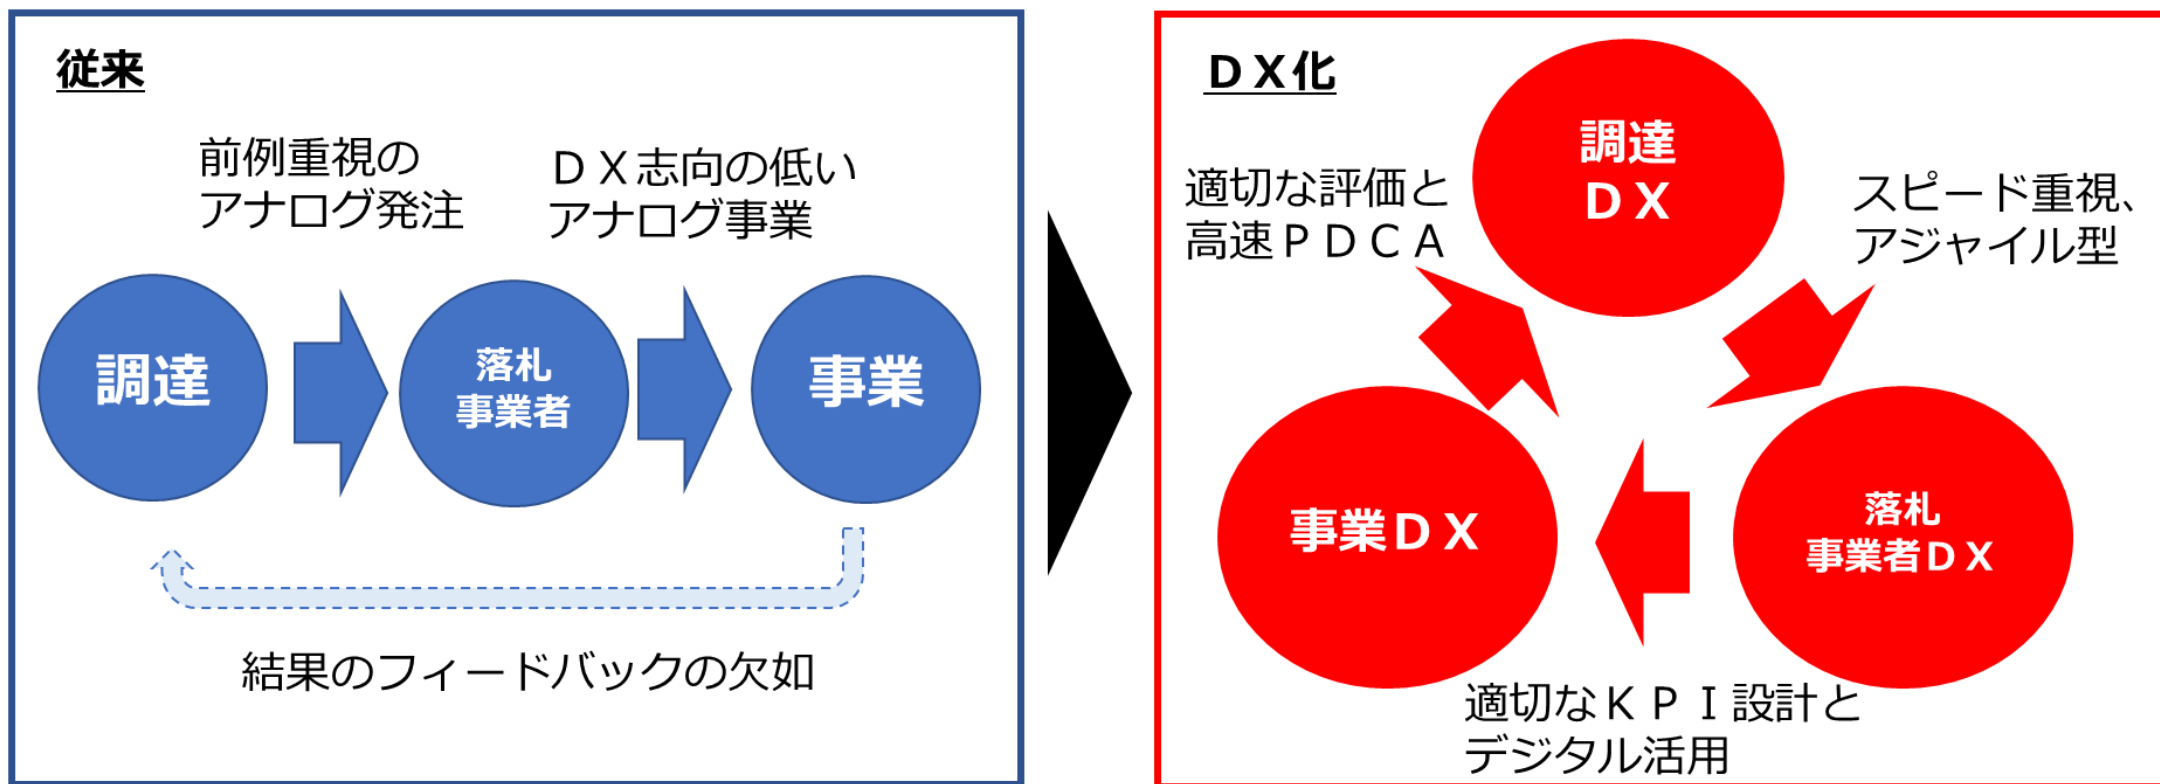 従来
前例重視の
アナログ発注
ＤＸ志向の低い
アナログ事業
調達
落札
事業者
事業
結果のフィードバックの欠如
ＤＸ化
調達
ＤＸ
適切な評価と
高速ＰＤＣＡ
スピード重視、
アジャイル型
事業ＤＸ
落札
事業者ＤＸ
適切なＫＰＩ設計と
デジタル活用